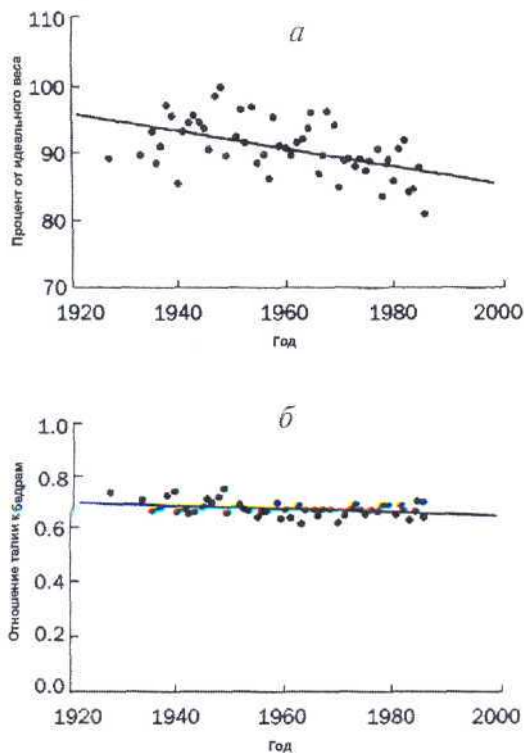 а
Процент от идеального веса
110
100
90
80
70
1920 1940 1960 1980 2000
Год
б
Отношение талии к бедрам
1.0
0.8
0.6
0.4
0.2
0.0
1920 1940 1960 1980 2000
Год